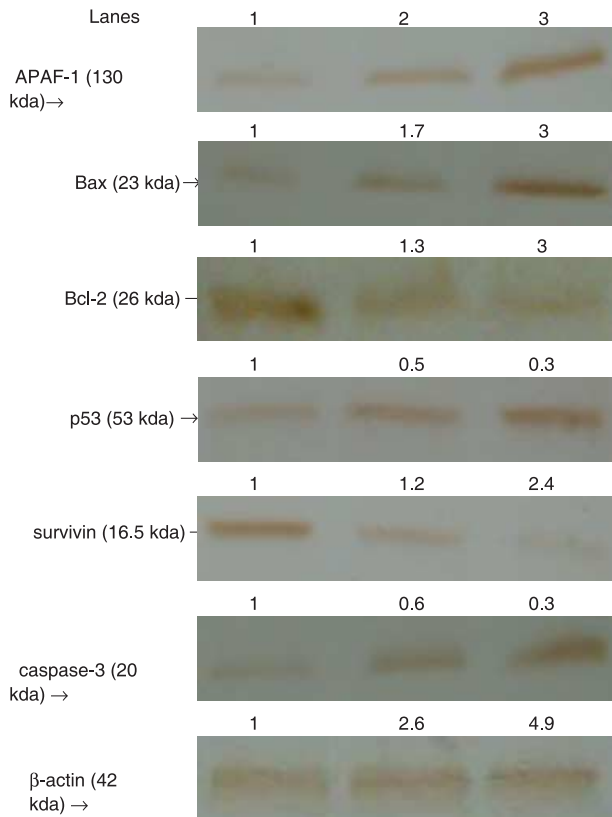 Lanes 1 2 3
APAF-1 (130
kda)→
1 1.7 3
Bax (23 kda)→
1 1.3 3
Bcl-2 (26 kda) –
1 0.5 0.3
p53 (53 kda) →
1 1.2 2.4
survivin (16.5 kda) –
1 0.6 0.3
caspase-3 (20
kda) →
1 2.6 4.9
β-actin (42
kda) →